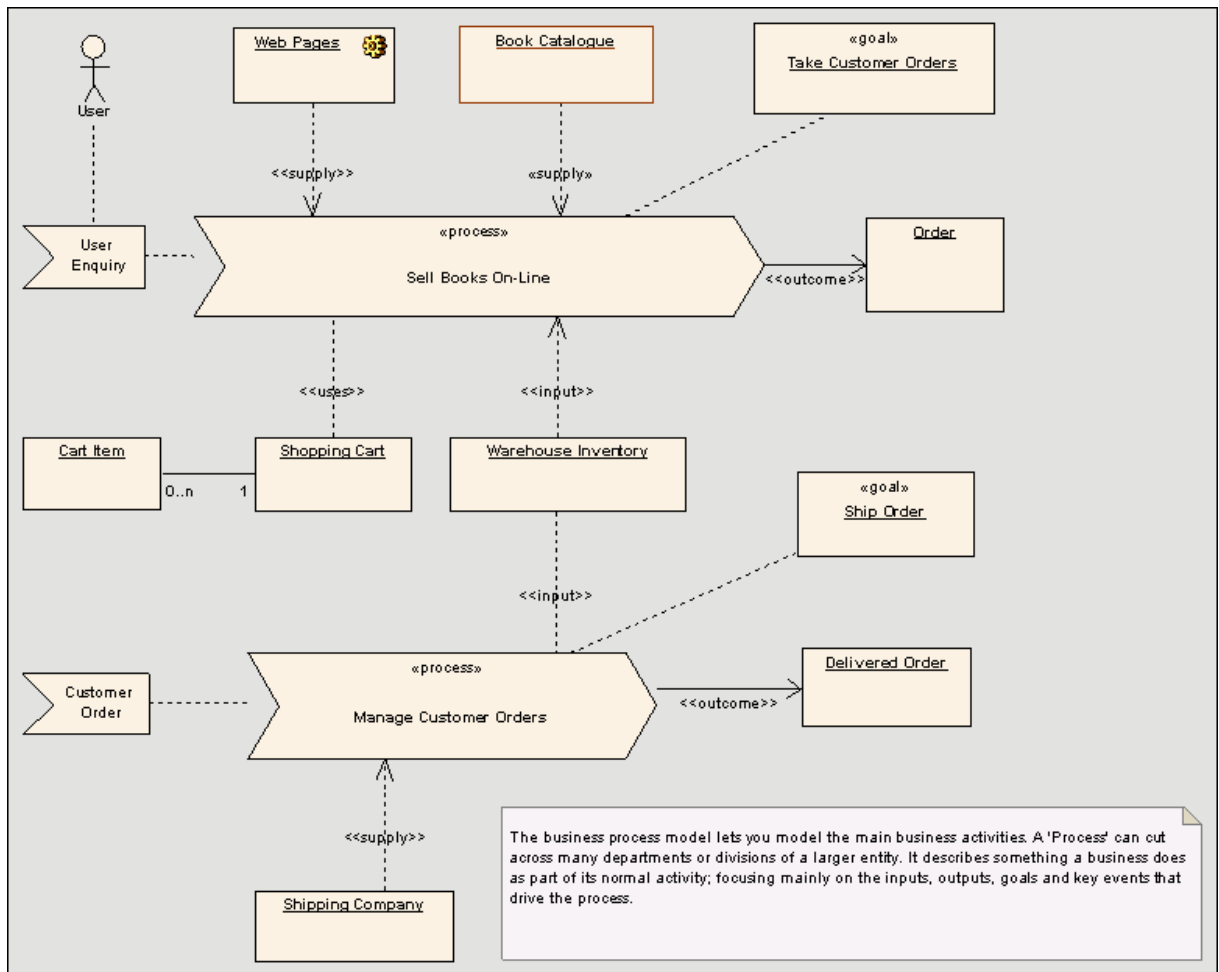 Web Pages
Book Catalogue
«goal»
Take Customer Orders
User
<<supply>>
«supply»
User
Enquiry
«process»
Sell Books On-Line
Order
<<outcome>>
<<uses>>
<<input>>
Cart Item
Shopping Cart
Warehouse Inventory
0..n
1
«goal»
Ship Order
<<input>>
Customer
Order
«process»
Manage Customer Orders
Delivered Order
<<outcome>>
<<supply>>
Shipping Company
The business process model lets you model the main business activities. A 'Process' can cut
across many departments or divisions of a larger entity. It describes something a business does
as part of its normal activity; focusing mainly on the inputs, outputs, goals and key events that
drive the process.